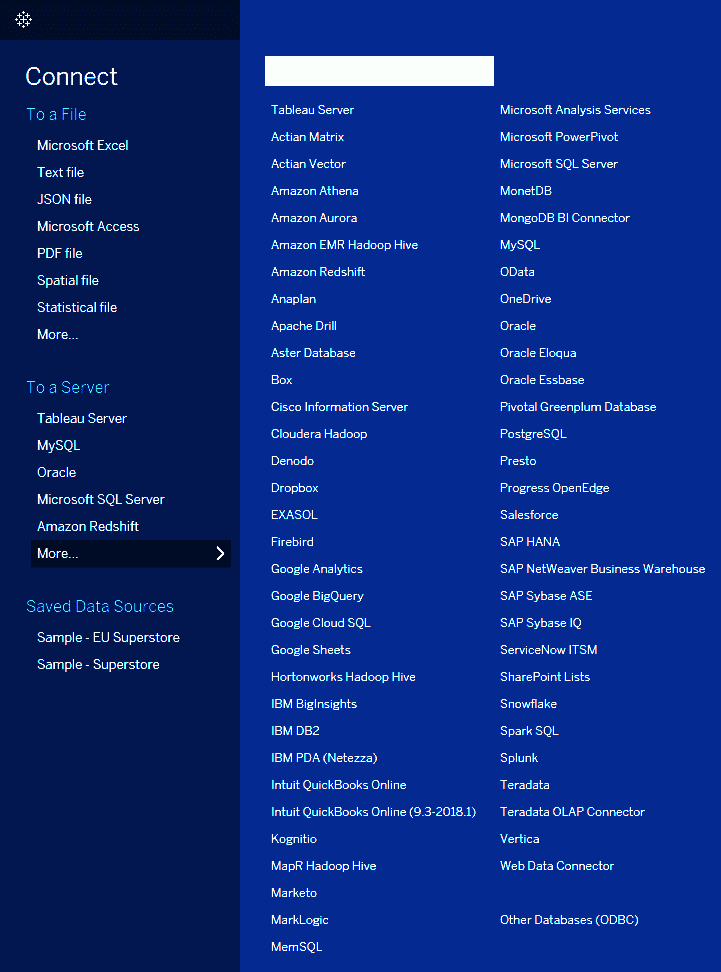 Connect
To a File
Microsoft Excel
Text file
JSON file
Microsoft Access
PDF file
Spatial file
Statistical file
More...
To a Server
Tableau Server
MySQL
Oracle
Microsoft SQL Server
Amazon Redshift
More...
Saved Data Sources
Sample - EU Superstore
Sample - Superstore
Tableau Server
Actian Matrix
Actian Vector
Amazon Athena
Amazon Aurora
Amazon EMR Hadoop Hive
Amazon Redshift
Anaplan
Apache Drill
Aster Database
Box
Cisco Information Server
Cloudera Hadoop
Denodo
Dropbox
EXASOL
Firebird
Google Analytics
Google BigQuery
Google Cloud SQL
Google Sheets
Hortonworks Hadoop Hive
IBM BigInsights
IBM DB2
IBM PDA (Netezza)
Intuit QuickBooks Online
Intuit QuickBooks Online (9.3-2018.1)
Kognitio
MapR Hadoop Hive
Marketo
MarkLogic
MemSQL
Microsoft Analysis Services
Microsoft PowerPivot
Microsoft SQL Server
MonetDB
MongoDB BI Connector
MySQL
OData
OneDrive
Oracle
Oracle Eloqua
Oracle Essbase
Pivotal Greenplum Database
PostgreSQL
Presto
Progress OpenEdge
Salesforce
SAP HANA
SAP NetWeaver Business Warehouse
SAP Sybase ASE
SAP Sybase IQ
ServiceNow ITSM
SharePoint Lists
Snowflake
Spark SQL
Splunk
Teradata
Teradata OLAP Connector
Vertica
Web Data Connector
Other Databases (ODBC)